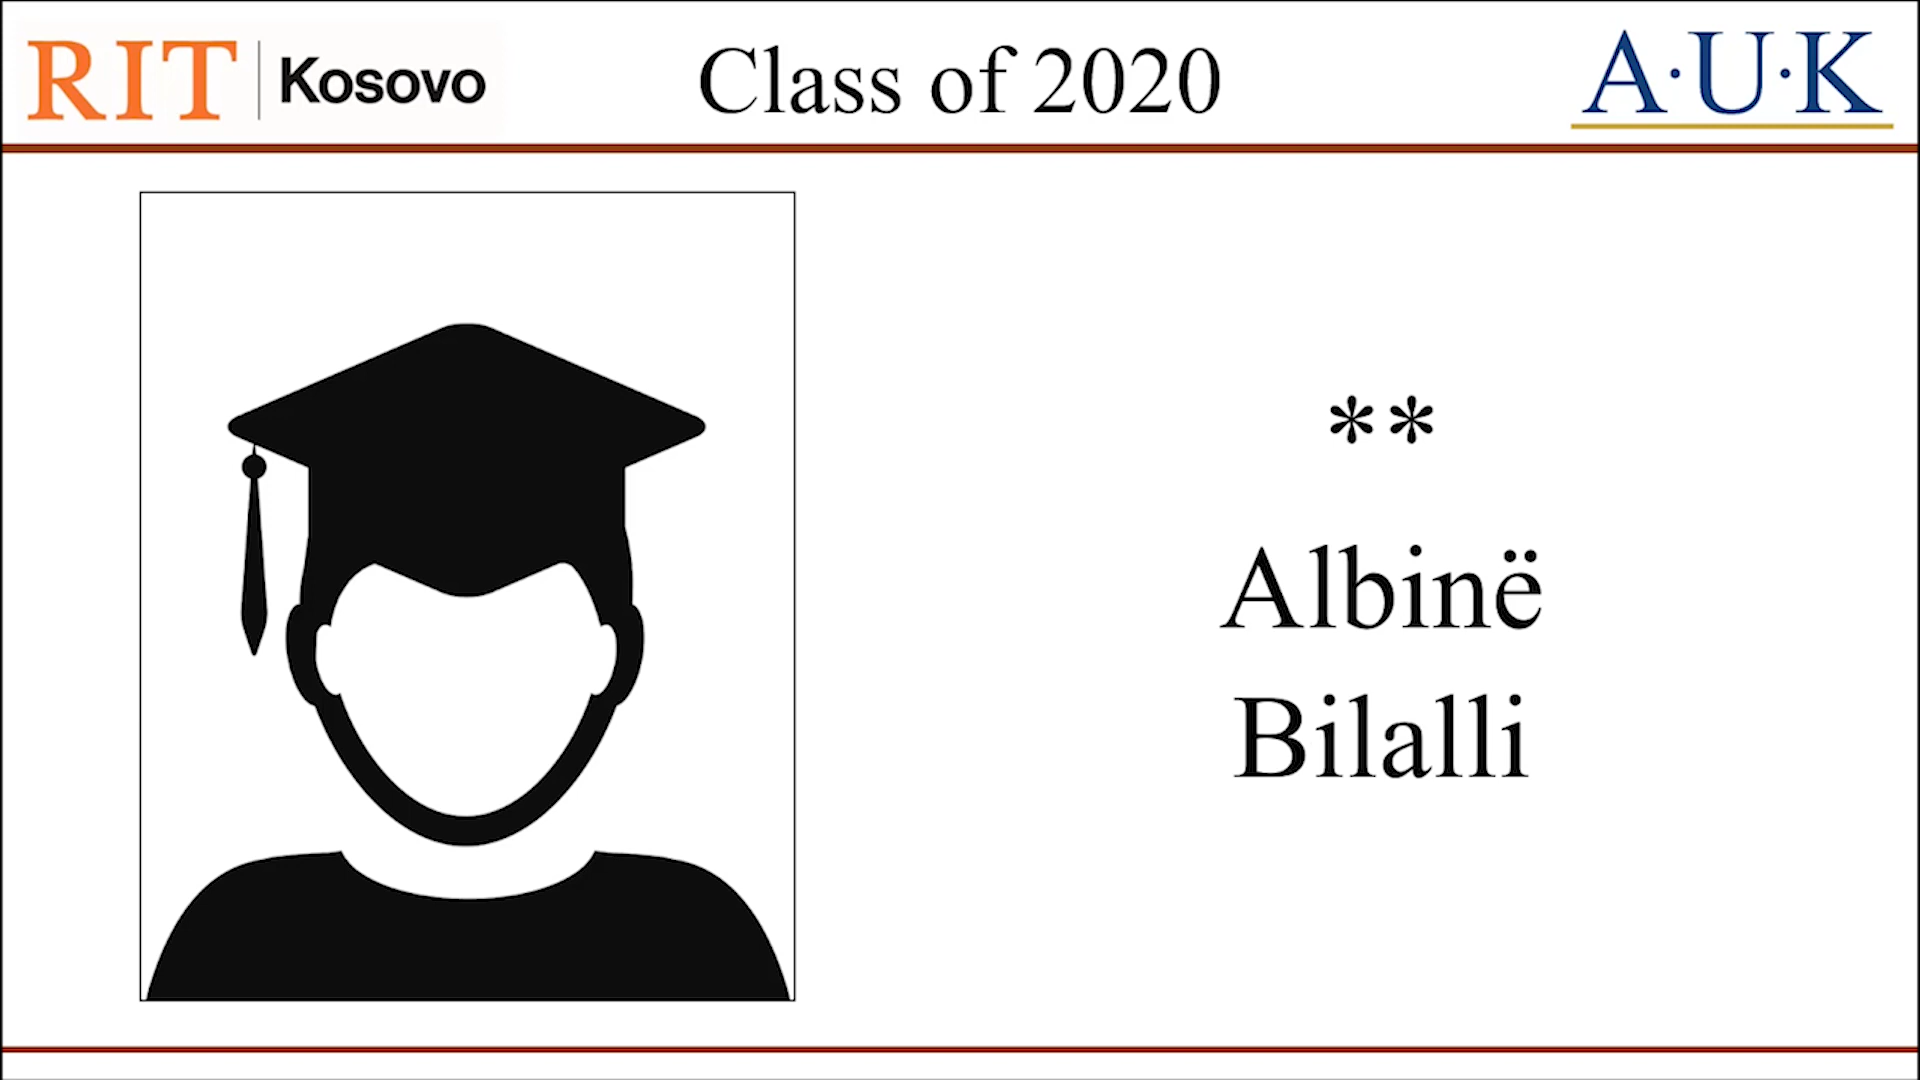 RIT | Kosovo
Class of 2020
A·U·K
**
Albinë
Bilalli